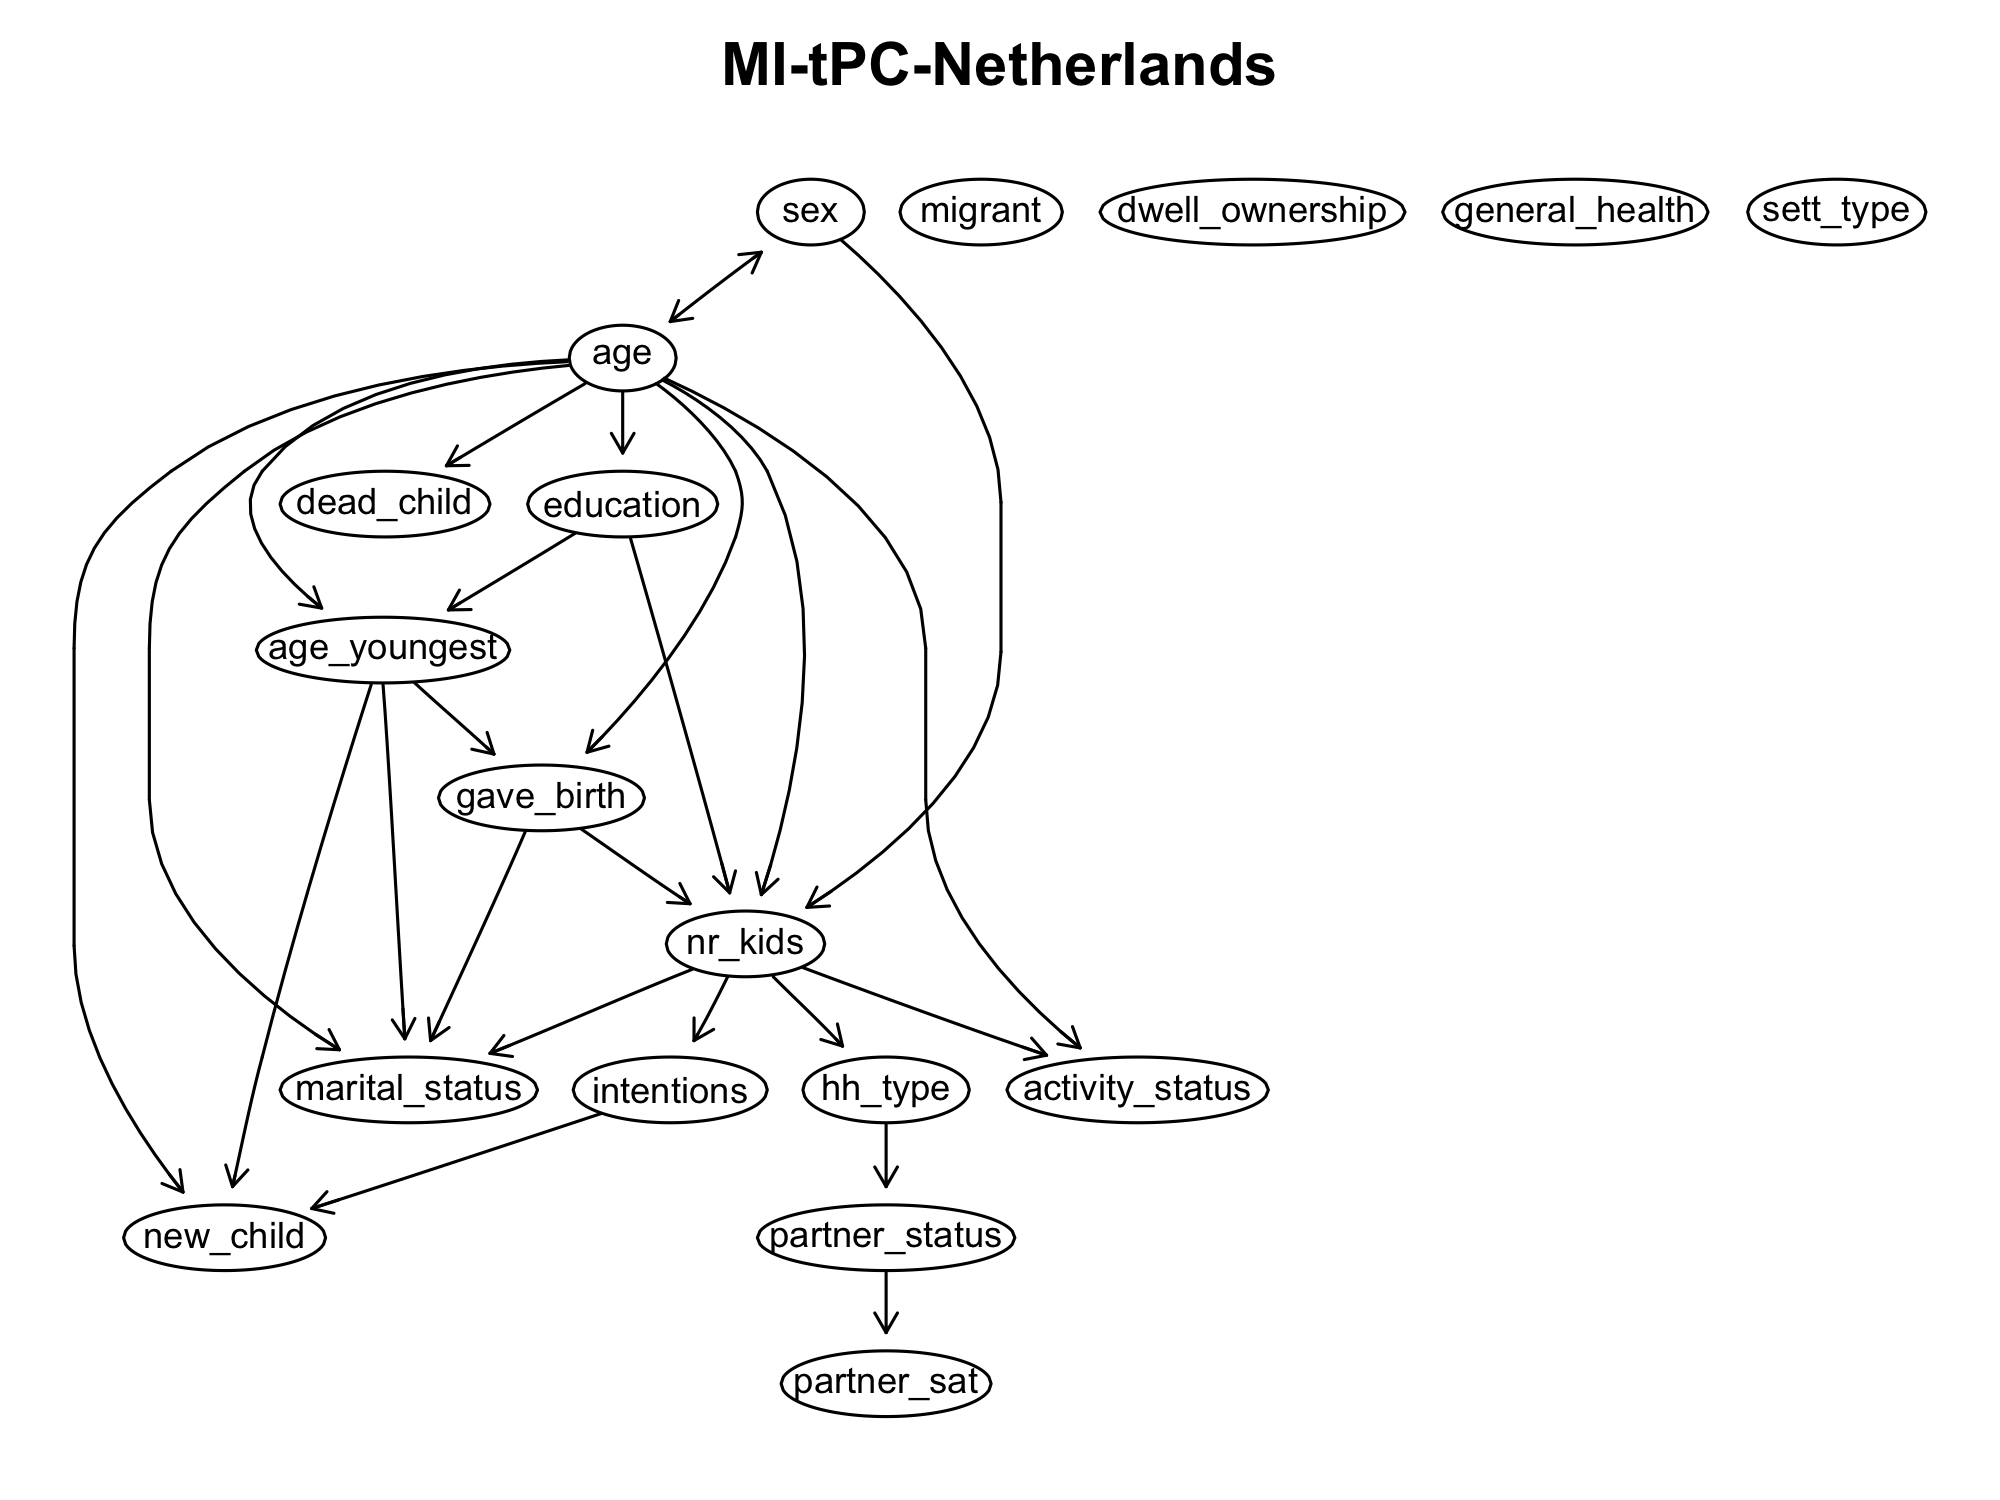 MI-tPC-Netherlands
sex
migrant
dwell_ownership
general_health
sett_type
age
dead_child
education
age_youngest
gave_birth
nr_kids
marital_status
intentions
hh_type
activity_status
new_child
partner_status
partner_sat